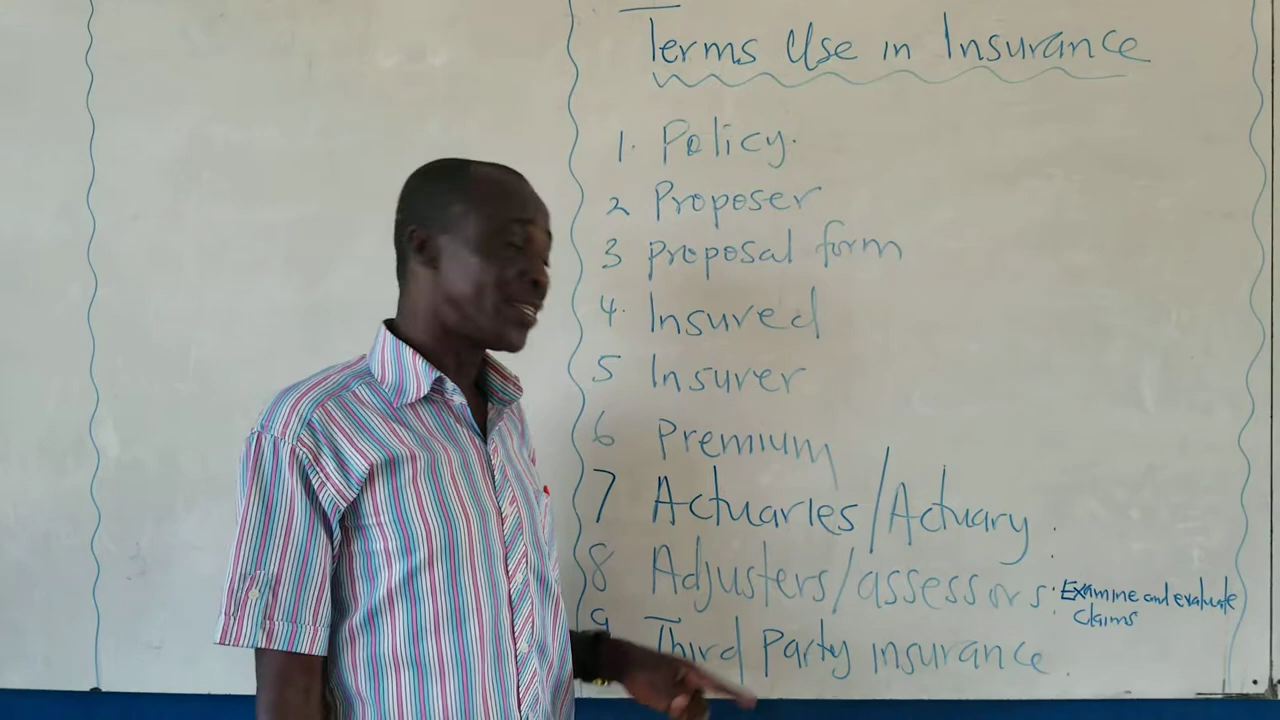 Terms Use in Insurance
1. Policy.
2 Proposer
3 proposal form
4. Insured
5 Insurer
6 Premium
7 Actuaries/Actuary.
8 Adjusters/assessors: Examine and evaluate
claims
9 Third Party insurance